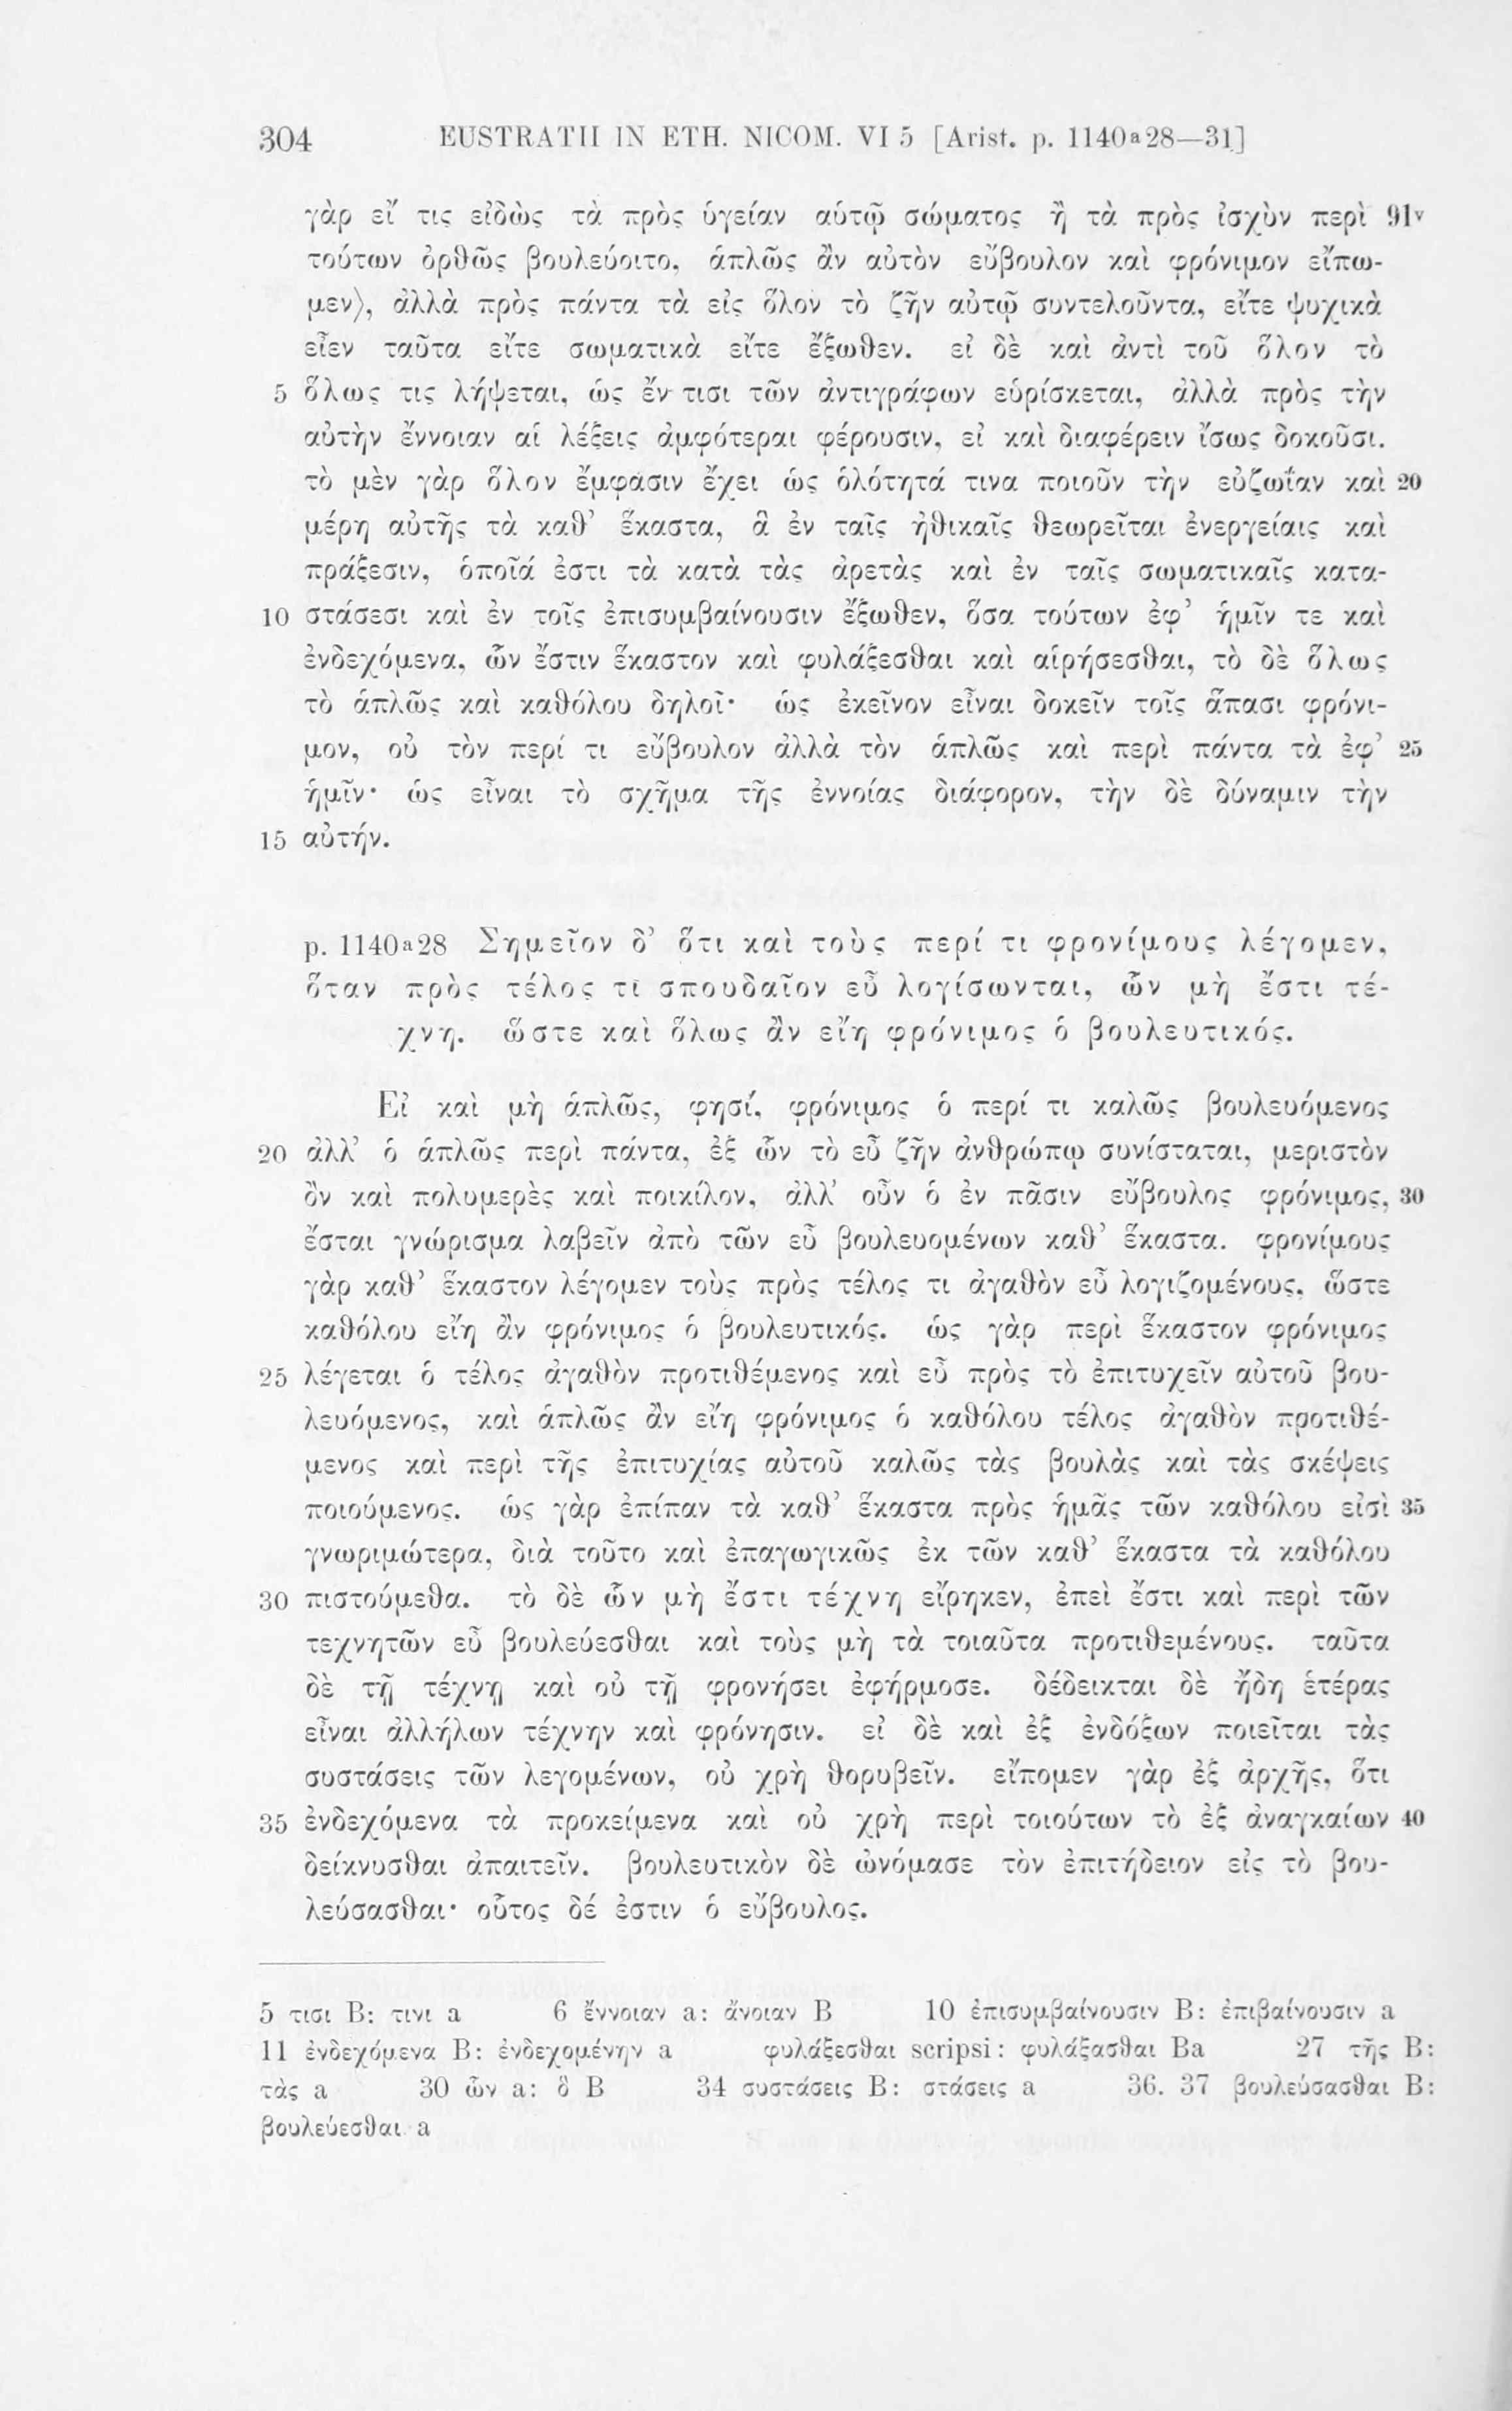 304 EUSTRATII IN ETH. NICOM. VI 5 [Arist. p. 1140a28—31]
γὰρ εἴ τις εἰδὼς τὰ πρὸς ὑγείαν αὑτῷ σώματος ἢ τὰ πρὸς ἰσχὺν περὶ 91v
τούτων ὀρθῶς βουλεύοιτο, ἁπλῶς ἂν αὐτὸν εὔβουλον καὶ φρόνιμον εἴπω-
μεν), ἀλλὰ πρὸς πάντα τὰ εἰς ὅλον τὸ ζῆν αὐτῷ συντελοῦντα, εἴτε ψυχικὰ
εἶεν ταῦτα εἴτε σωματικὰ εἴτε ἔξωθεν. εἰ δὲ καὶ ἀντὶ τοῦ ὅλον τὸ
5 ὅλως τις λήψεται, ὡς ἔν τισι τῶν ἀντιγράφων εὑρίσκεται, ἀλλὰ πρὸς τὴν
αὐτὴν ἔννοιαν αἱ λέξεις ἀμφότεραι φέρουσιν, εἰ καὶ διαφέρειν ἴσως δοκοῦσι.
τὸ μὲν γὰρ ὅλον ἔμφασιν ἔχει ὡς ὁλότητά τινα ποιοῦν τὴν εὐζωΐαν καὶ 20
μέρη αὐτῆς τὰ καθ’ ἕκαστα, ἃ ἐν ταῖς ἠθικαῖς θεωρεῖται ἐνεργείαις καὶ
πράξεσιν, ὁποῖά ἐστι τὰ κατὰ τὰς ἀρετὰς καὶ ἐν ταῖς σωματικαῖς κατα-
10 στάσεσι καὶ ἐν τοῖς ἐπισυμβαίνουσιν ἔξωθεν, ὅσα τούτων ἐφ’ ἡμῖν τε καὶ
ἐνδεχόμενα, ὧν ἔστιν ἕκαστον καὶ φυλάξεσθαι καὶ αἱρήσεσθαι, τὸ δὲ ὅλως
τὸ ἁπλῶς καὶ καθόλου δηλοῖ· ὡς ἐκεῖνον εἶναι δοκεῖν τοῖς ἅπασι φρόνι-
μον, οὐ τὸν περί τι εὔβουλον ἀλλὰ τὸν ἁπλῶς καὶ περὶ πάντα τὰ ἐφ’ 25
ἡμῖν· ὡς εἶναι τὸ σχῆμα τῆς ἐννοίας διάφορον, τὴν δὲ δύναμιν τὴν
15 αὐτήν.
p. 1140a28 Σημεῖον δ’ ὅτι καὶ τοὺς περί τι φρονίμους λέγομεν,
ὅταν πρὸς τέλος τι σπουδαῖον εὖ λογίσωνται, ὧν μὴ ἔστι τέ-
χνη. ὥστε καὶ ὅλως ἂν εἴη φρόνιμος ὁ βουλευτικός.
Εἰ καὶ μὴ ἁπλῶς, φησί, φρόνιμος ὁ περί τι καλῶς βουλευόμενος
20 ἀλλ’ ὁ ἁπλῶς περὶ πάντα, ἐξ ὧν τὸ εὖ ζῆν ἀνθρώπῳ συνίσταται, μεριστὸν
ὂν καὶ πολυμερὲς καὶ ποικίλον, ἀλλ’ οὖν ὁ ἐν πᾶσιν εὔβουλος φρόνιμος, 30
ἔσται γνώρισμα λαβεῖν ἀπὸ τῶν εὖ βουλευομένων καθ’ ἕκαστα. φρονίμους
γὰρ καθ’ ἕκαστον λέγομεν τοὺς πρὸς τέλος τι ἀγαθὸν εὖ λογιζομένους, ὥστε
καθόλου εἴη ἂν φρόνιμος ὁ βουλευτικός. ὡς γὰρ περὶ ἕκαστον φρόνιμος
25 λέγεται ὁ τέλος ἀγαθὸν προτιθέμενος καὶ εὖ πρὸς τὸ ἐπιτυχεῖν αὐτοῦ βου-
λευόμενος, καὶ ἁπλῶς ἂν εἴη φρόνιμος ὁ καθόλου τέλος ἀγαθὸν προτιθέ-
μενος καὶ περὶ τῆς ἐπιτυχίας αὐτοῦ καλῶς τὰς βουλὰς καὶ τὰς σκέψεις
ποιούμενος. ὡς γὰρ ἐπίπαν τὰ καθ’ ἕκαστα πρὸς ἡμᾶς τῶν καθόλου εἰσὶ 35
γνωριμώτερα, διὰ τοῦτο καὶ ἐπαγωγικῶς ἐκ τῶν καθ’ ἕκαστα τὰ καθόλου
30 πιστούμεθα. τὸ δὲ ὧν μὴ ἔστι τέχνη εἴρηκεν, ἐπεὶ ἔστι καὶ περὶ τῶν
τεχνητῶν εὖ βουλεύεσθαι καὶ τοὺς μὴ τὰ τοιαῦτα προτιθεμένους. ταῦτα
δὲ τῇ τέχνῃ καὶ οὐ τῇ φρονήσει ἐφήρμοσε. δέδεικται δὲ ἤδη ἑτέρας
εἶναι ἀλλήλων τέχνην καὶ φρόνησιν. εἰ δὲ καὶ ἐξ ἐνδόξων ποιεῖται τὰς
συστάσεις τῶν λεγομένων, οὐ χρὴ θορυβεῖν. εἴπομεν γὰρ ἐξ ἀρχῆς, ὅτι
35 ἐνδεχόμενα τὰ προκείμενα καὶ οὐ χρὴ περὶ τοιούτων τὸ ἐξ ἀναγκαίων 40
δείκνυσθαι ἀπαιτεῖν. βουλευτικὸν δὲ ὠνόμασε τὸν ἐπιτήδειον εἰς τὸ βου-
λεύσασθαι· οὗτος δέ ἐστιν ὁ εὔβουλος.
5 τισι B: τινι a 6 ἔννοιαν a: ἄνοιαν B 10 ἐπισυμβαίνουσιν B: ἐπιβαίνουσιν a
11 ἐνδεχόμενα B: ἐνδεχομένην a φυλάξεσθαι scripsi: φυλάξασθαι Ba 27 τῆς B:
τὰς a 30 ὧν a: ὃ B 34 συστάσεις B: στάσεις a 36. 37 βουλεύσασθαι B:
βουλεύεσθαι a